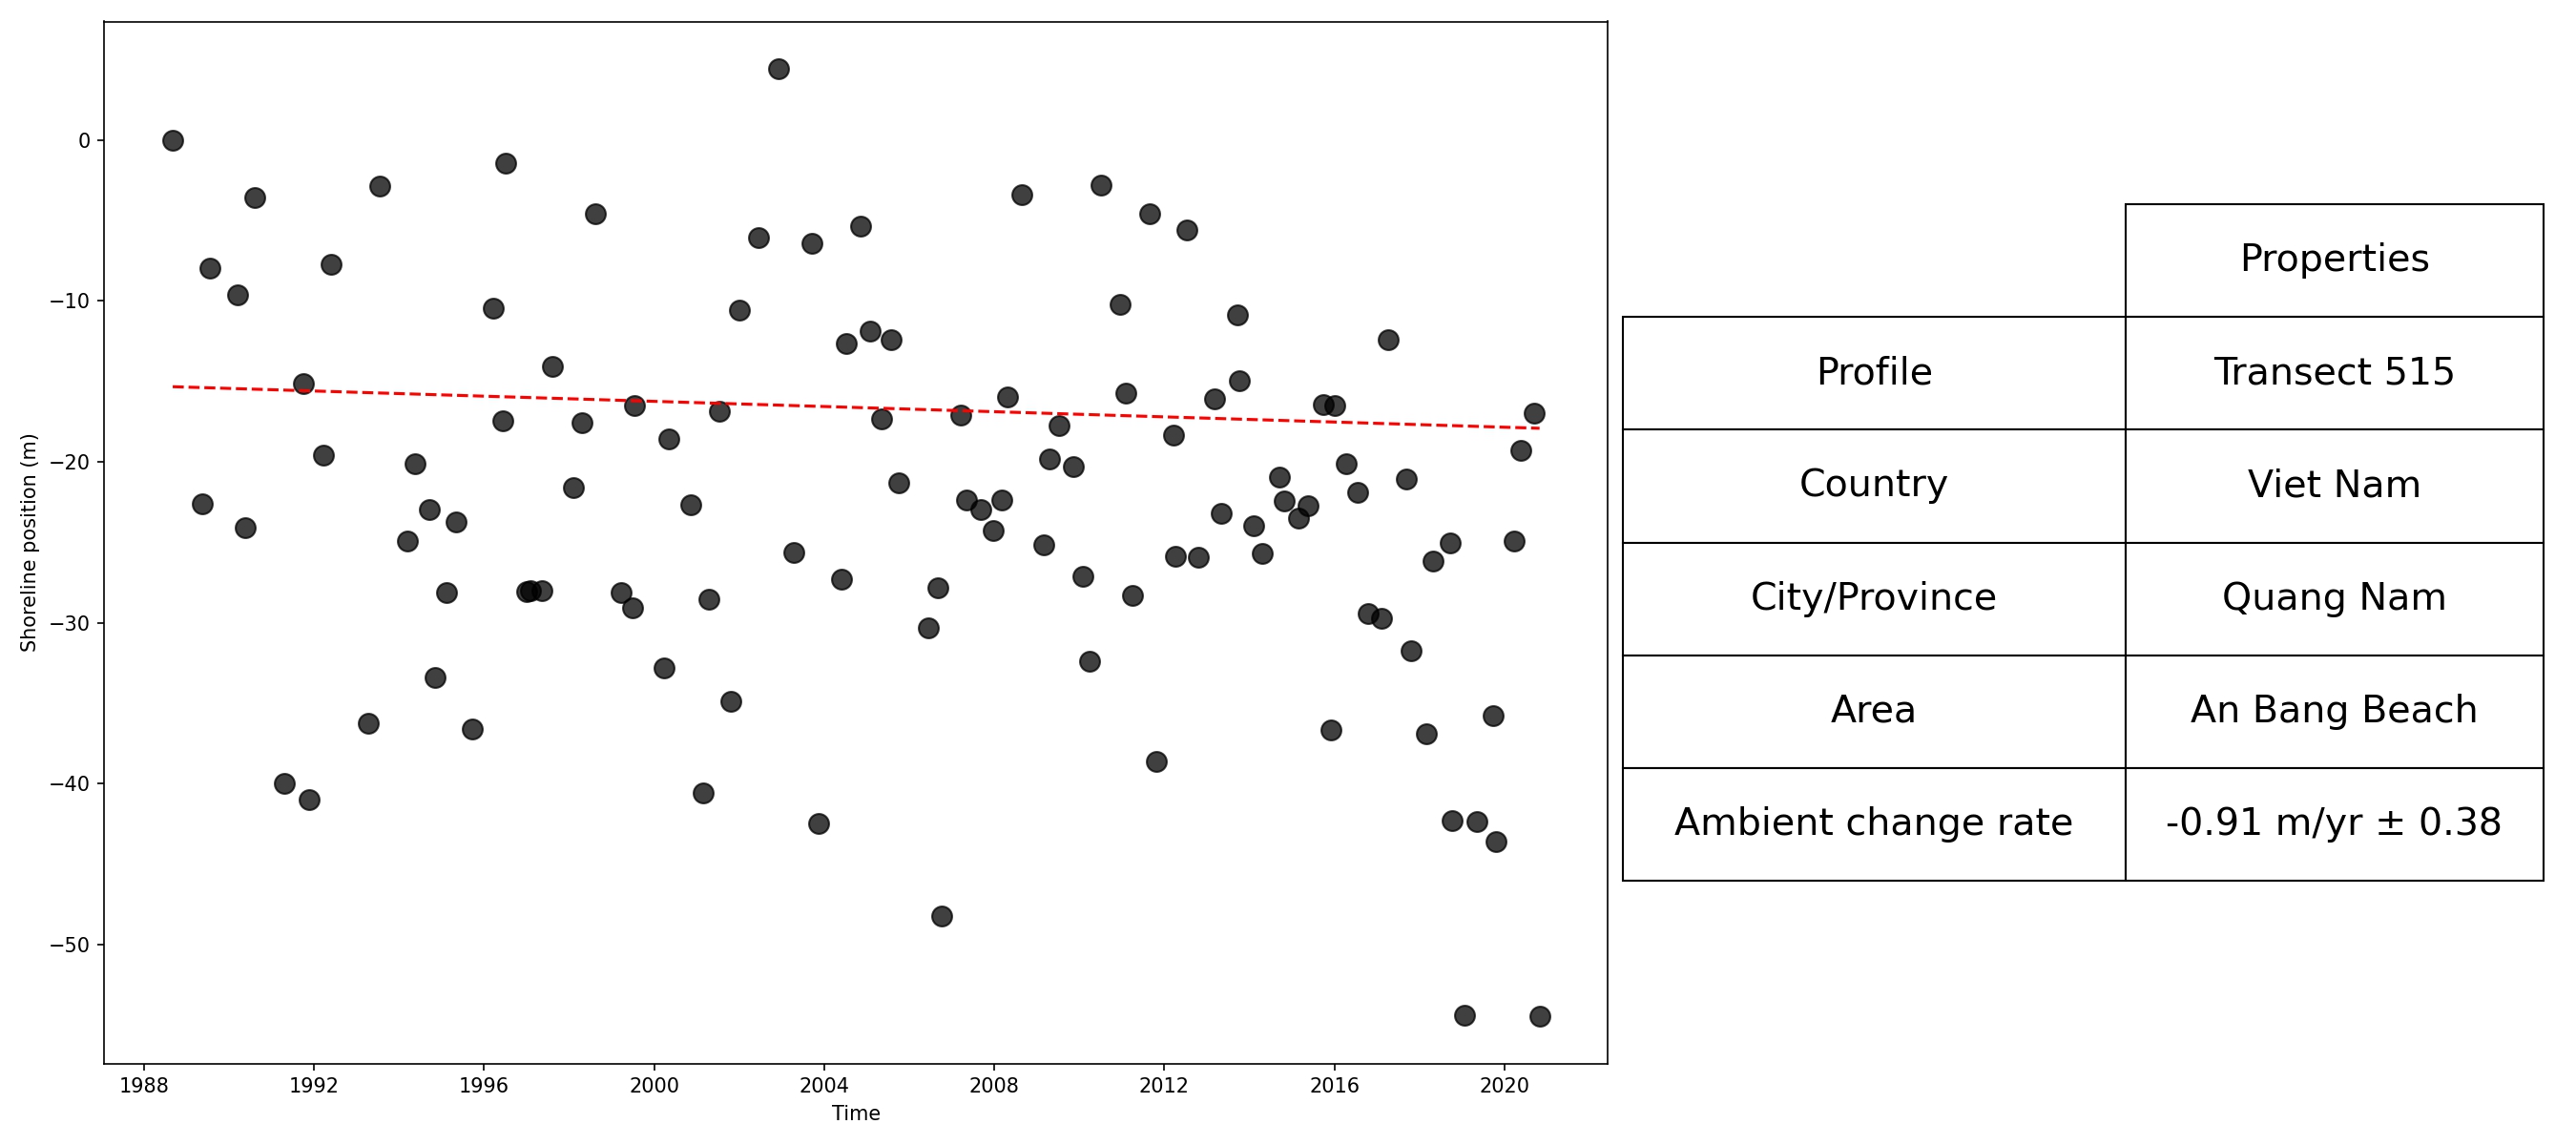 0
−10
−20
−30
−40
−50
Shoreline position (m)
1988 1992 1996 2000 2004 2008 2012 2016 2020
Time
Properties
Profile Transect 515
Country Viet Nam
City/Province Quang Nam
Area An Bang Beach
Ambient change rate -0.91 m/yr ± 0.38